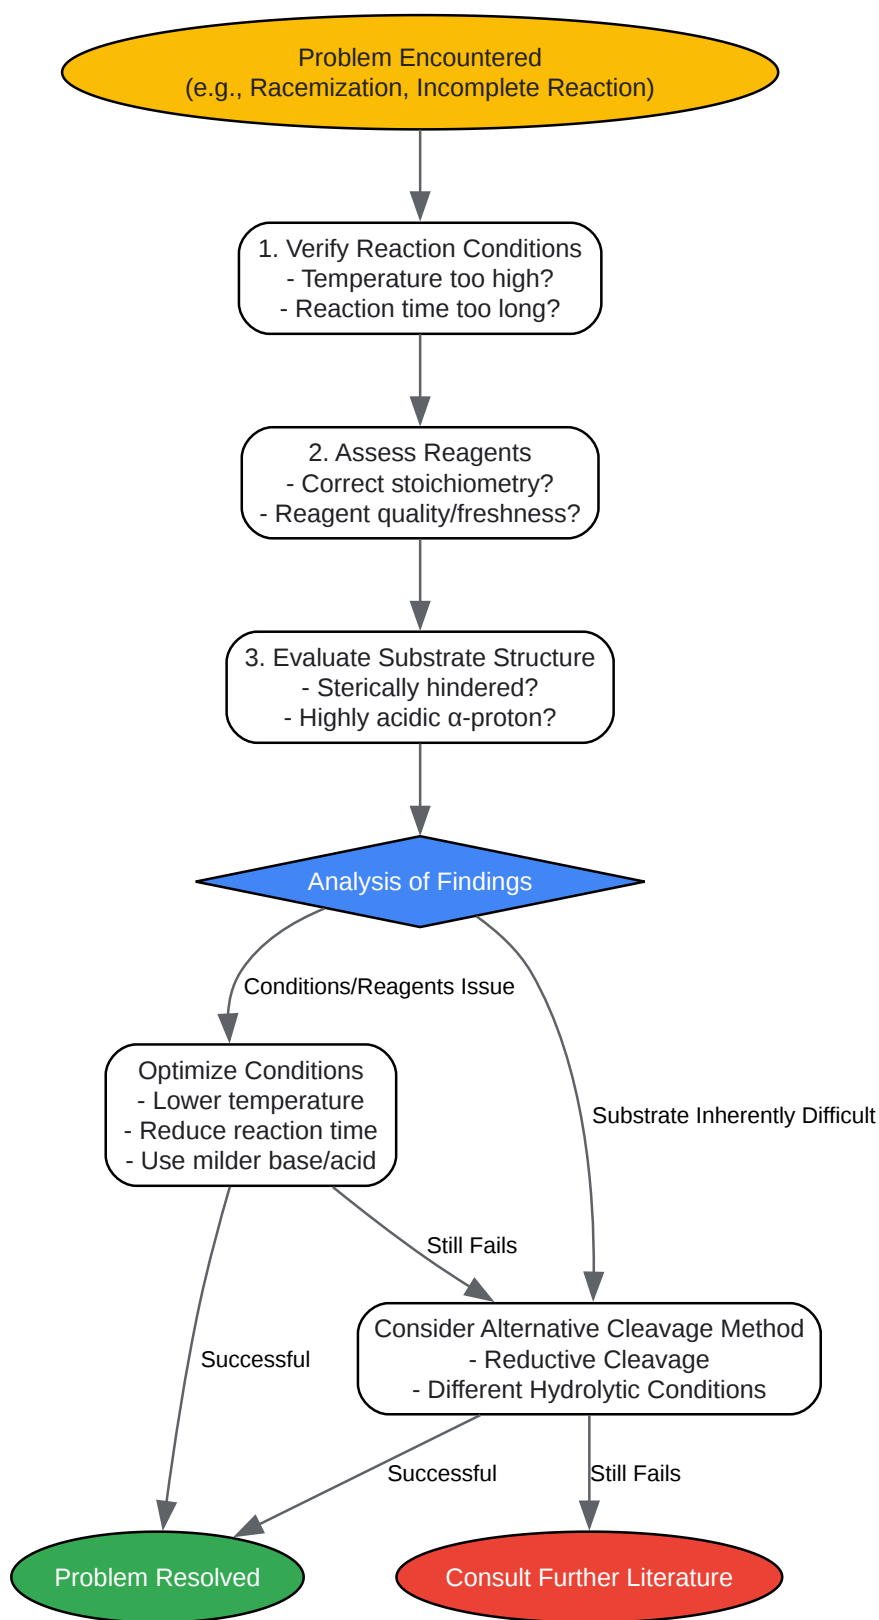 Problem Encountered
(e.g., Racemization, Incomplete Reaction)
1. Verify Reaction Conditions
- Temperature too high?
- Reaction time too long?
2. Assess Reagents
- Correct stoichiometry?
- Reagent quality/freshness?
3. Evaluate Substrate Structure
- Sterically hindered?
- Highly acidic α-proton?
Analysis of Findings
Conditions/Reagents Issue
Optimize Conditions
- Lower temperature
- Reduce reaction time
- Use milder base/acid
Substrate Inherently Difficult
Still Fails
Consider Alternative Cleavage Method
- Reductive Cleavage
- Different Hydrolytic Conditions
Successful
Successful
Still Fails
Problem Resolved
Consult Further Literature